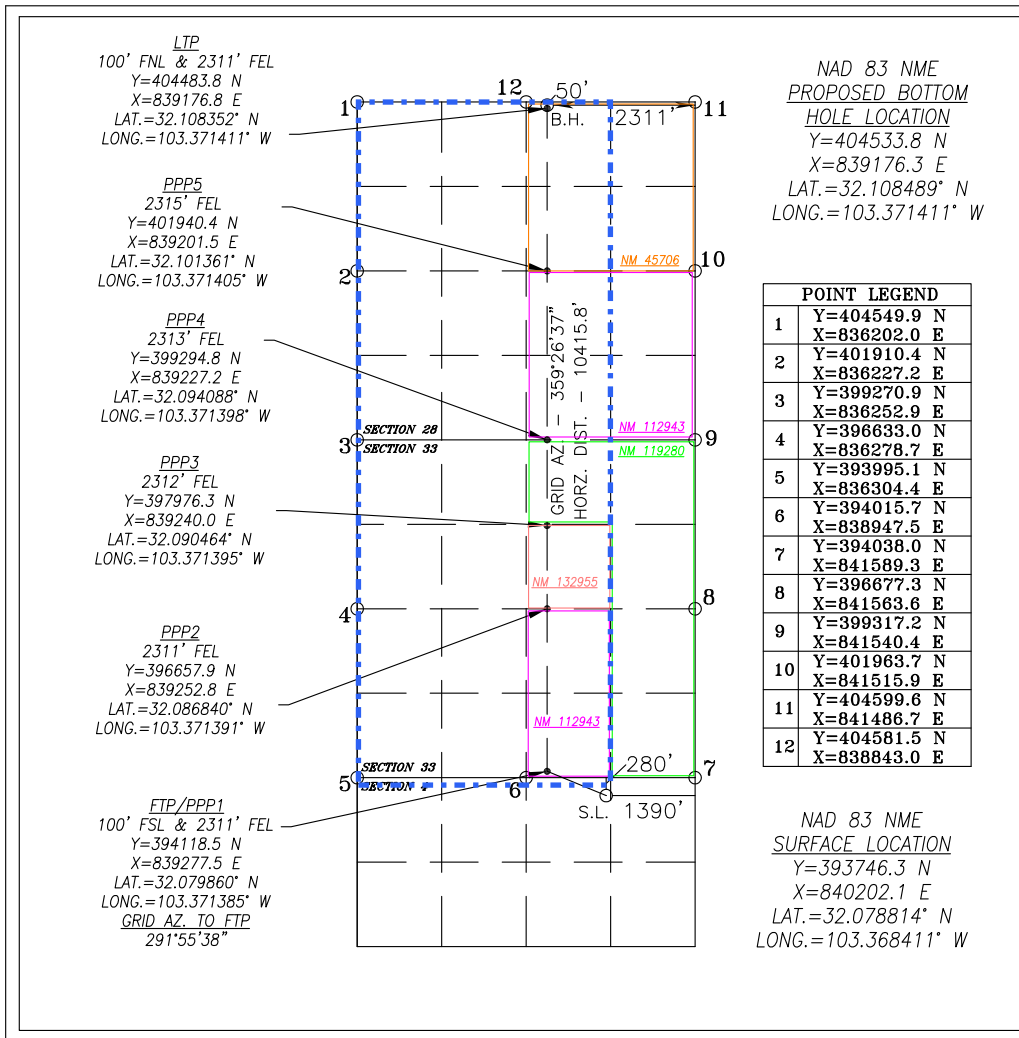 LTP
100' FNL & 2311' FEL
Y=404483.8 N
X=839176.8 E
LAT.=32.108352° N
LONG.=103.371411° W
PPP5
2315' FEL
Y=401940.4 N
X=839201.5 E
LAT.=32.101361° N
LONG.=103.371405° W
PPP4
2313' FEL
Y=399294.8 N
X=839227.2 E
LAT.=32.094088° N
LONG.=103.371398° W
PPP3
2312' FEL
Y=397976.3 N
X=839240.0 E
LAT.=32.090464° N
LONG.=103.371395° W
PPP2
2311' FEL
Y=396657.9 N
X=839252.8 E
LAT.=32.086840° N
LONG.=103.371391° W
FTP/PPP1
100' FSL & 2311' FEL
Y=394118.5 N
X=839277.5 E
LAT.=32.079860° N
LONG.=103.371385° W
GRID AZ. TO FTP
291°55'38"
1
12
50'
11
B.H.
2311'
2
NM 45706
10
GRID AZ. - 359°26'37"
HORZ. DIST. - 10415.8'
NM 112943
3
SECTION 28
SECTION 33
9
NM 119280
NM 132955
4
8
NM 112943
5
SECTION 33
SECTION 4
6
280'
7
S.L.
1390'
NAD 83 NME
PROPOSED BOTTOM
HOLE LOCATION
Y=404533.8 N
X=839176.3 E
LAT.=32.108489° N
LONG.=103.371411° W
POINT LEGEND
1 Y=404549.9 N
X=836202.0 E
2 Y=401910.4 N
X=836227.2 E
3 Y=399270.9 N
X=836252.9 E
4 Y=396633.0 N
X=836278.7 E
5 Y=393995.1 N
X=836304.4 E
6 Y=394015.7 N
X=838947.5 E
7 Y=394038.0 N
X=841589.3 E
8 Y=396677.3 N
X=841563.6 E
9 Y=399317.2 N
X=841540.4 E
10 Y=401963.7 N
X=841515.9 E
11 Y=404599.6 N
X=841486.7 E
12 Y=404581.5 N
X=838843.0 E
NAD 83 NME
SURFACE LOCATION
Y=393746.3 N
X=840202.1 E
LAT.=32.078814° N
LONG.=103.368411° W